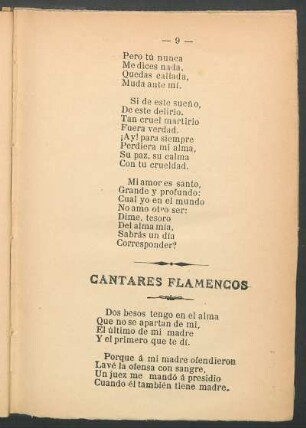 — 9 —
Pero tú nunca
Me dices nada,
Quedas callada,
Muda ante mí.
Si de este sueño,
De este delirio.
Tan cruel martirio
Fuera verdad.
¡Ay! para siempre
Perdiera mi alma,
Su paz, su calma
Con tu crueldad.
Mi amor es santo,
Grande y profundo:
Cual yo en el mundo
No amo otro ser:
Dime, tesoro
Del alma mia,
Sabrás un día
Corresponder?
CANTARES FLAMENCOS
Dos besos tengo en el alma
Que no se apartan de mí,
El último de mi madre
Y el primero que te dí.
Porque á mi madre ofendieron
Lavé la ofensa con sangre,
Un juez me mandó á presidio
Cuando él también tiene madre.